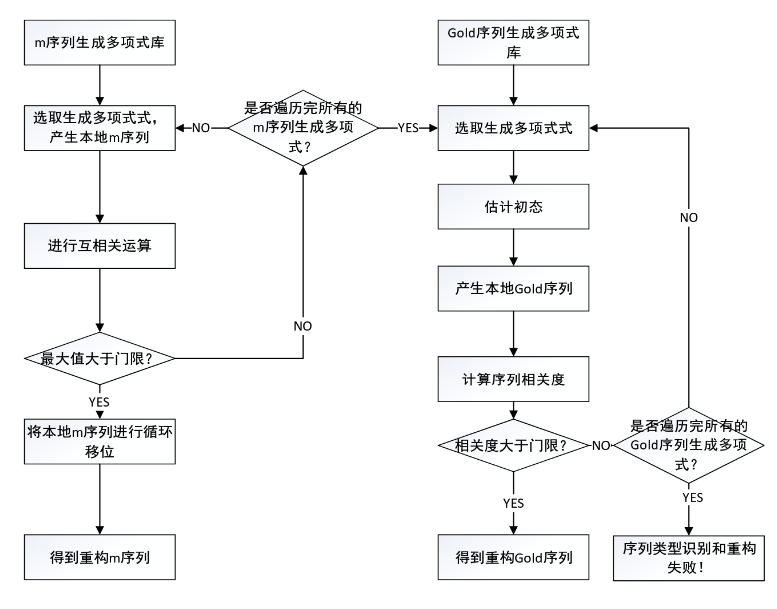 m序列生成多项式库
选取生成多项式式，
产生本地m序列
进行互相关运算
最大值大于门限？
YES
将本地m序列进行循环
移位
得到重构m序列
NO
是否遍历完所有的
m序列生成多项
式？
NO
YES
Gold序列生成多项式
库
选取生成多项式式
估计初态
产生本地Gold序列
计算序列相关度
相关度大于门限？
YES
得到重构Gold序列
NO
是否遍历完所有的
Gold序列生成多项
式？
NO
YES
序列类型识别和重构
失败！